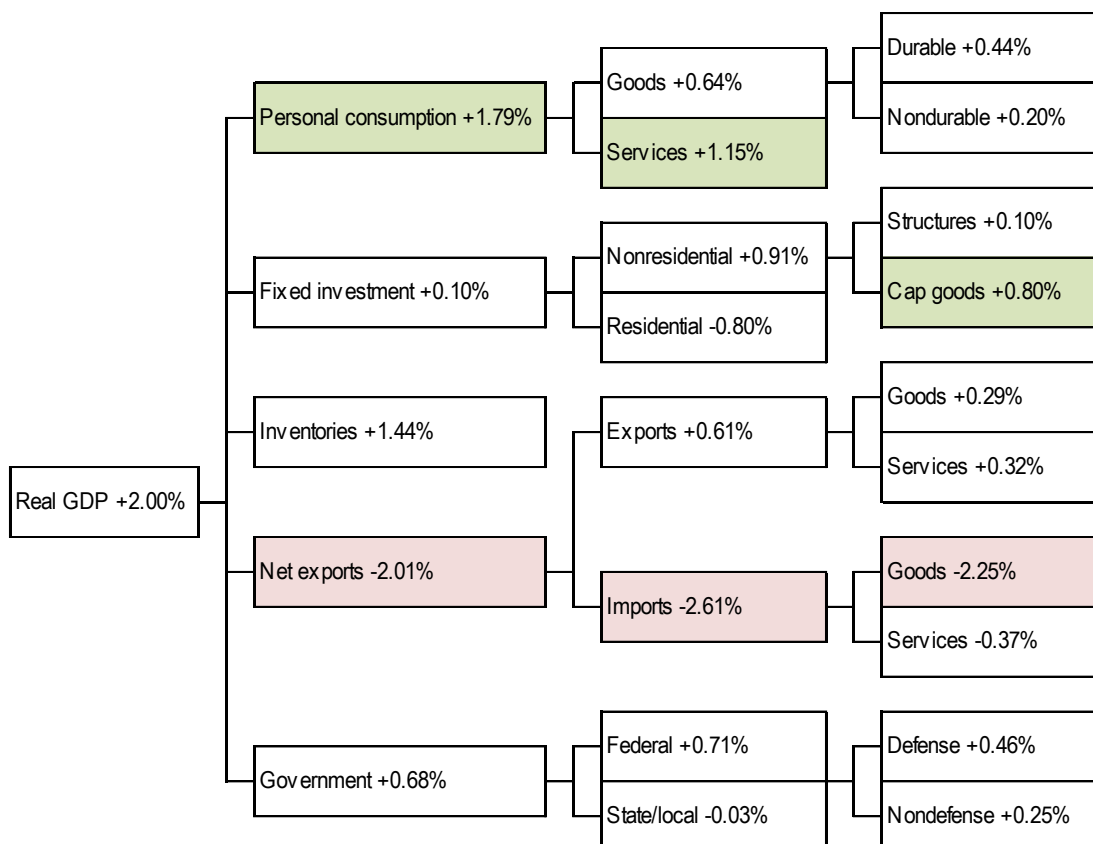 Real GDP +2.00%
Personal consumption +1.79%
Goods +0.64%
Durable +0.44%
Nondurable +0.20%
Services +1.15%
Fixed investment +0.10%
Nonresidential +0.91%
Structures +0.10%
Cap goods +0.80%
Residential -0.80%
Inventories +1.44%
Net exports -2.01%
Exports +0.61%
Goods +0.29%
Services +0.32%
Imports -2.61%
Goods -2.25%
Services -0.37%
Government +0.68%
Federal +0.71%
Defense +0.46%
Nondefense +0.25%
State/local -0.03%